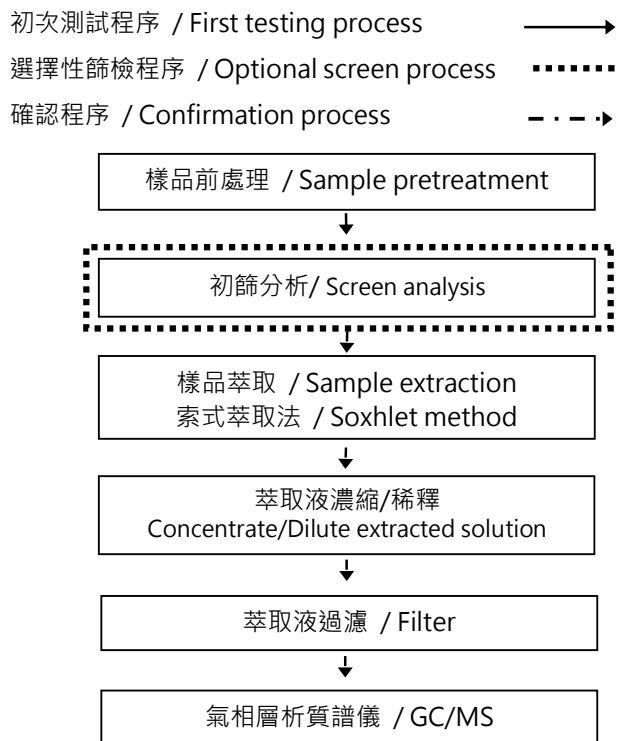 初次測試程序 / First testing process
選擇性篩檢程序 / Optional screen process
確認程序 / Confirmation process
樣品前處理 / Sample pretreatment
初篩分析/ Screen analysis
樣品萃取 / Sample extraction
索式萃取法 / Soxhlet method
萃取液濃縮/稀釋
Concentrate/Dilute extracted solution
萃取液過濾 / Filter
氣相層析質譜儀 / GC/MS